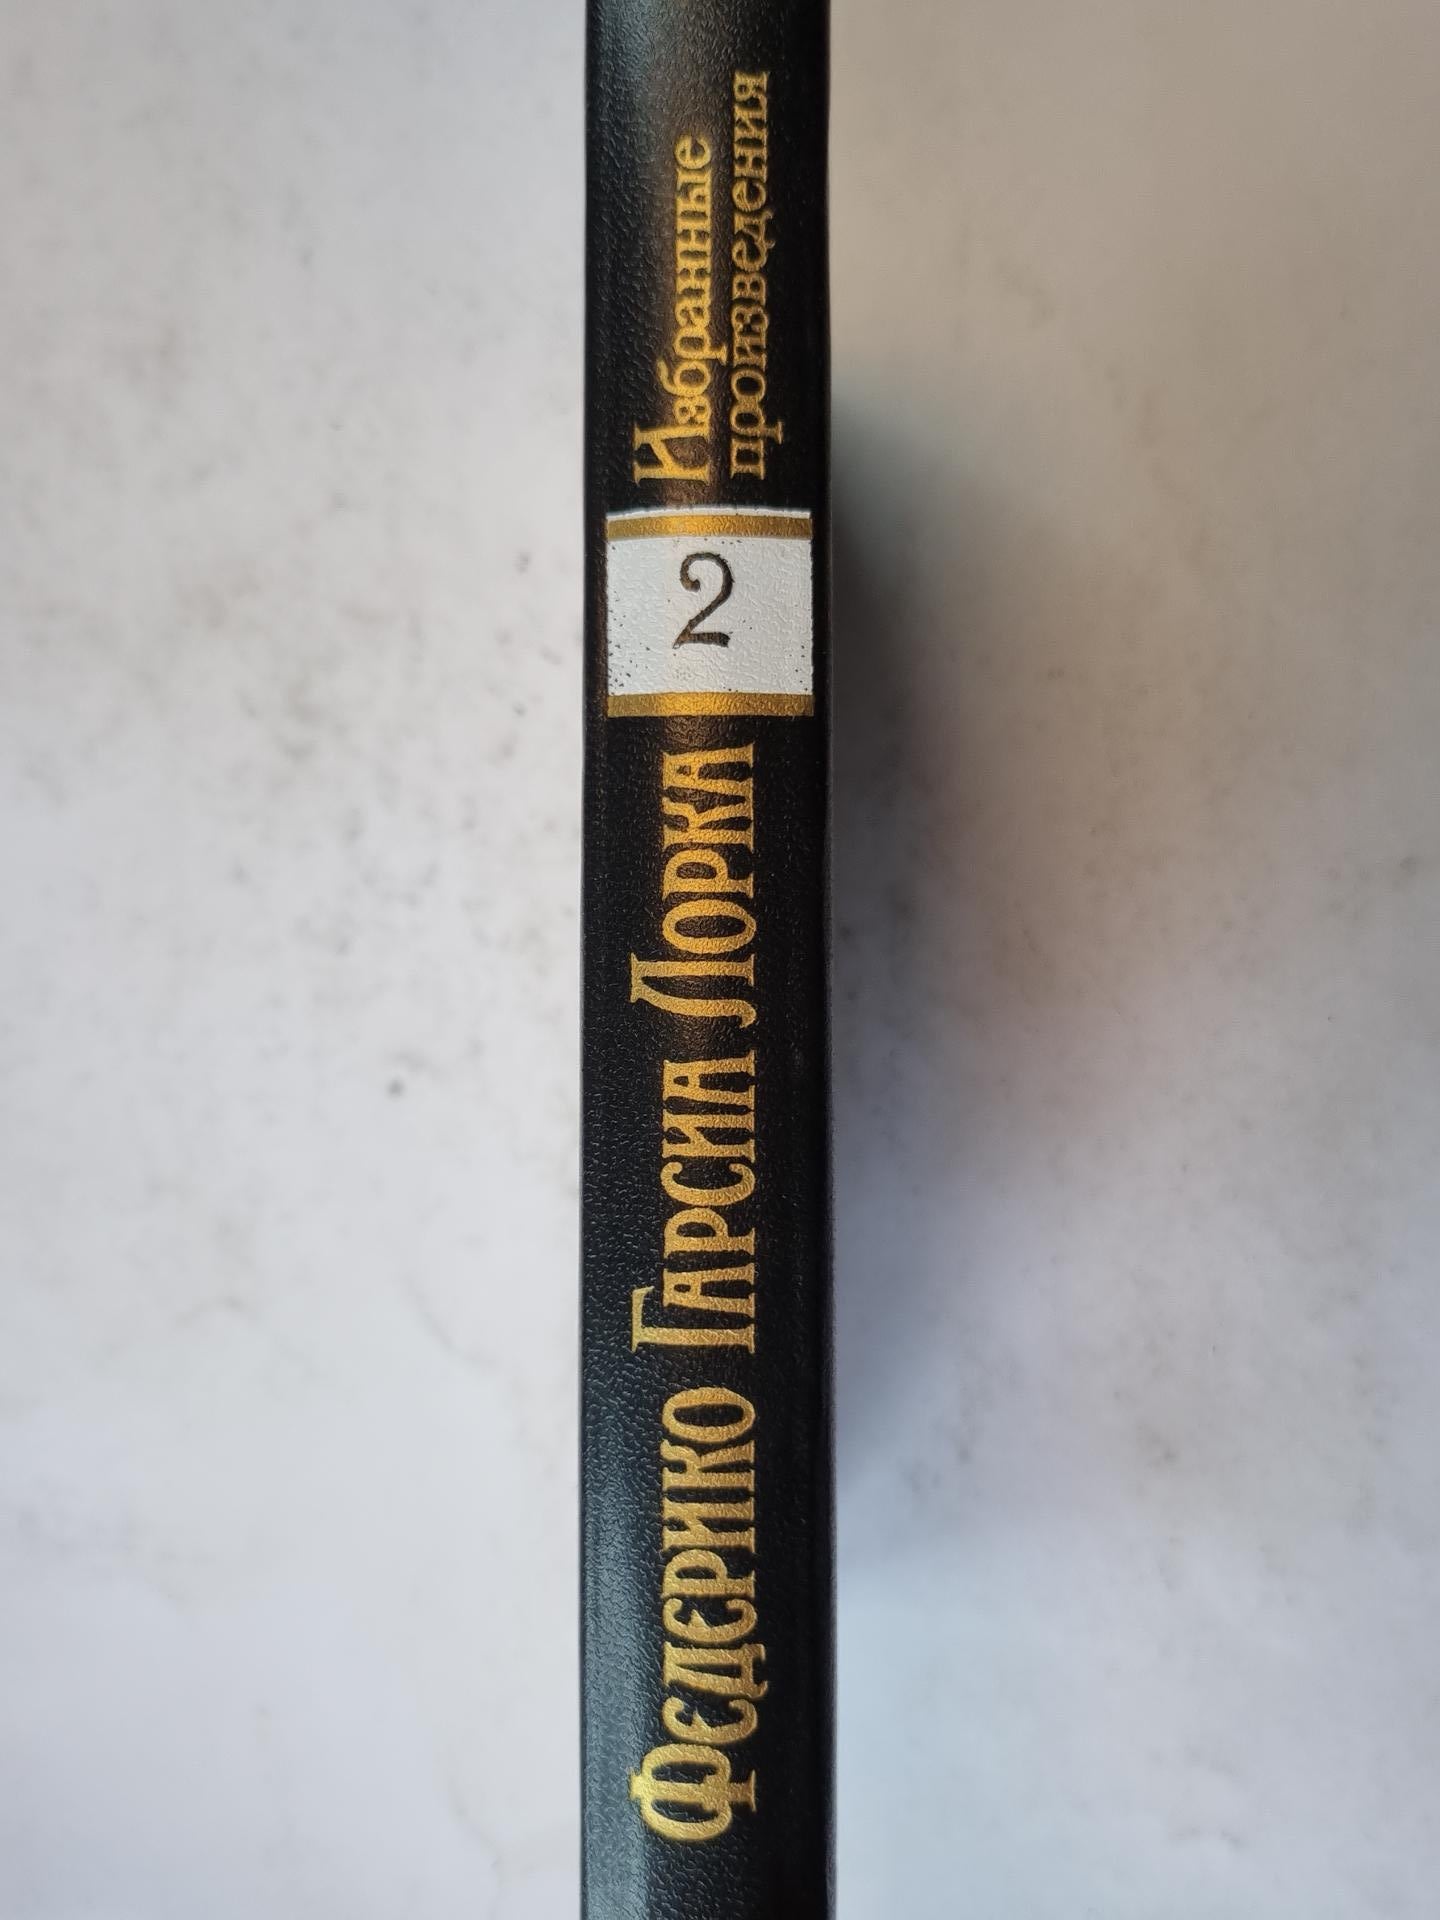 Федерико Гарсиа Лорка
2
Избранные
произведения